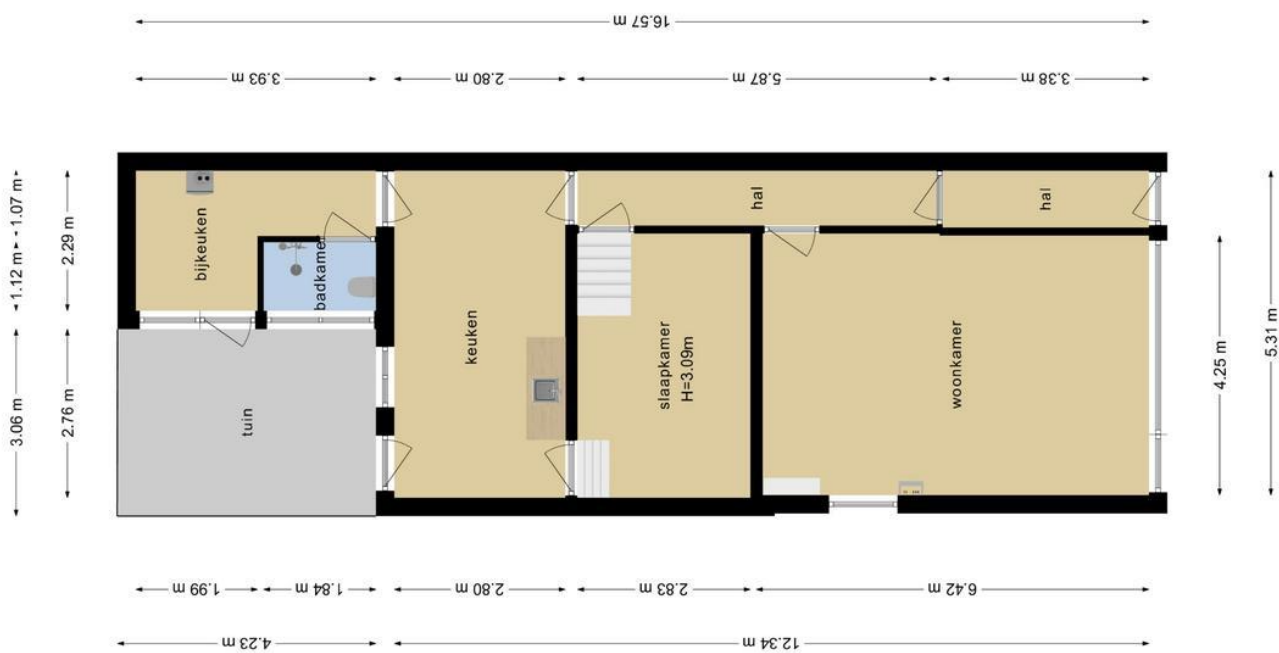 16.57 m
3.93 m
2.80 m
5.87 m
3.38 m
1.07 m
1.12 m
2.29 m
3.06 m
2.76 m
bijkeuken
badkamer
tuin
keuken
slaapkamer
H=3.09m
hal
hal
woonkamer
4.25 m
5.31 m
1.99 m
1.84 m
2.80 m
2.83 m
6.42 m
4.23 m
12.34 m